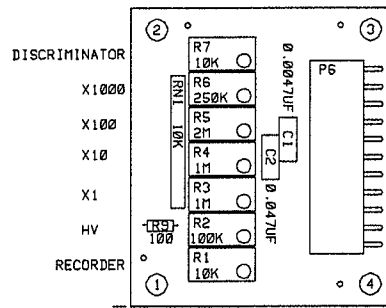 2
3
DISCRIMINATOR
R7
10K
X1000
R6
250K
X100
R5
2M
X10
R4
1M
X1
R3
1M
HV
R2
100K
RECORDER
R1
10K
RN1 10K
R9
100
0.0047UF
C1
C2
0.047UF
P6
1
4